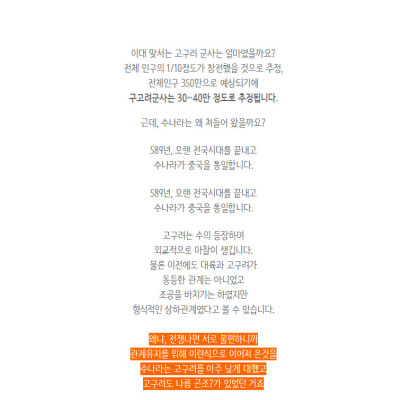 이대 맞서는 고구려 군사는 얼마였을까요?
전체 인구의 1/10정도가 참전했을 것으로 추정,
전체인구 350만으로 예상되기에
구고려군사는 30~40만 정도로 추정됩니다.
근데, 수나라는 왜 쳐들어 왔을까요?
589년, 오랜 전국시대를 끝내고
수나라가 중국을 통일합니다.
589년, 오랜 전국시대를 끝내고
수나라가 중국을 통일합니다.
고구려는 수의 등장하며
외교적으로 마찰이 생깁니다.
물론 이전에도 대륙과 고구려가
동등한 관계는 아니었고
조공을 바치기는 하였지만
형식적인 상하관계였다고 볼 수 있습니다.
왜냐, 전쟁나면 서로 불편하니까
관계유지를 위해 이런식으로 이어져 온것을
수나라는 고구려를 아주 낮게 대했고
고구려도 나름 곤조?가 있었던 거죠